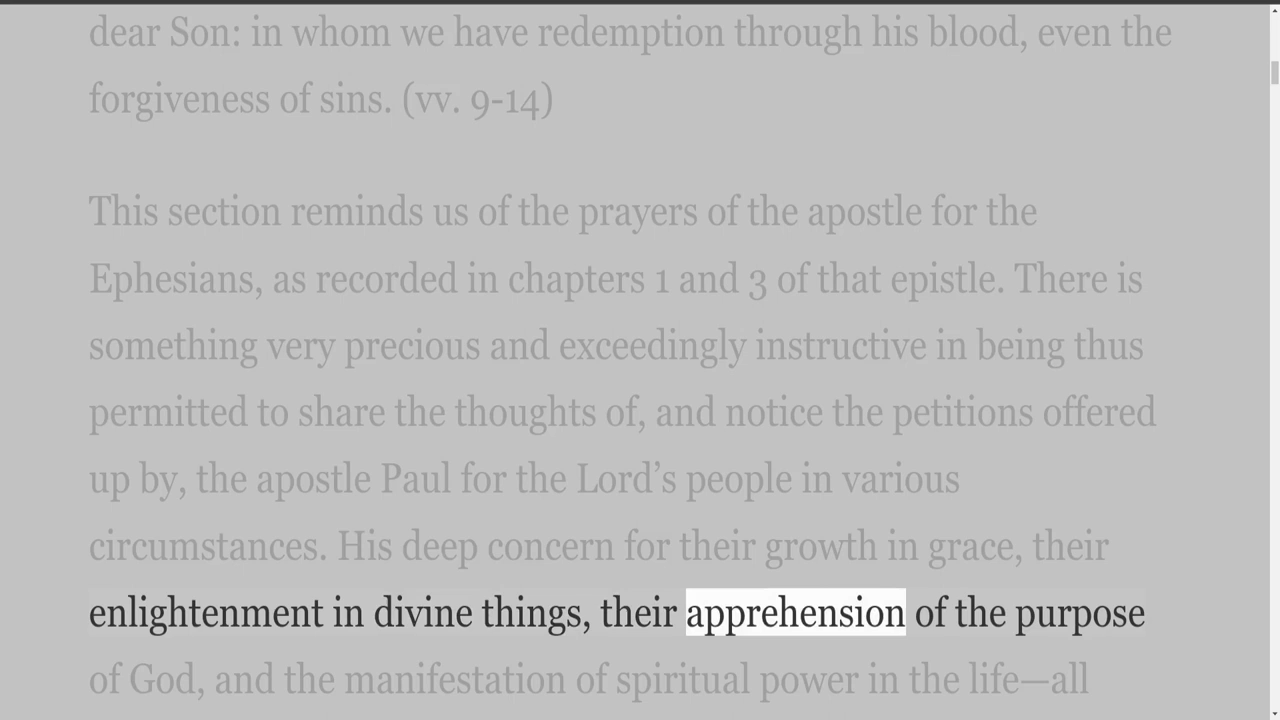 dear Son: in whom we have redemption through his blood, even the
forgiveness of sins. (vv. 9-14)
This section reminds us of the prayers of the apostle for the
Ephesians, as recorded in chapters 1 and 3 of that epistle. There is
something very precious and exceedingly instructive in being thus
permitted to share the thoughts of, and notice the petitions offered
up by, the apostle Paul for the Lord’s people in various
circumstances. His deep concern for their growth in grace, their
enlightenment in divine things, their apprehension of the purpose
of God, and the manifestation of spiritual power in the life—all